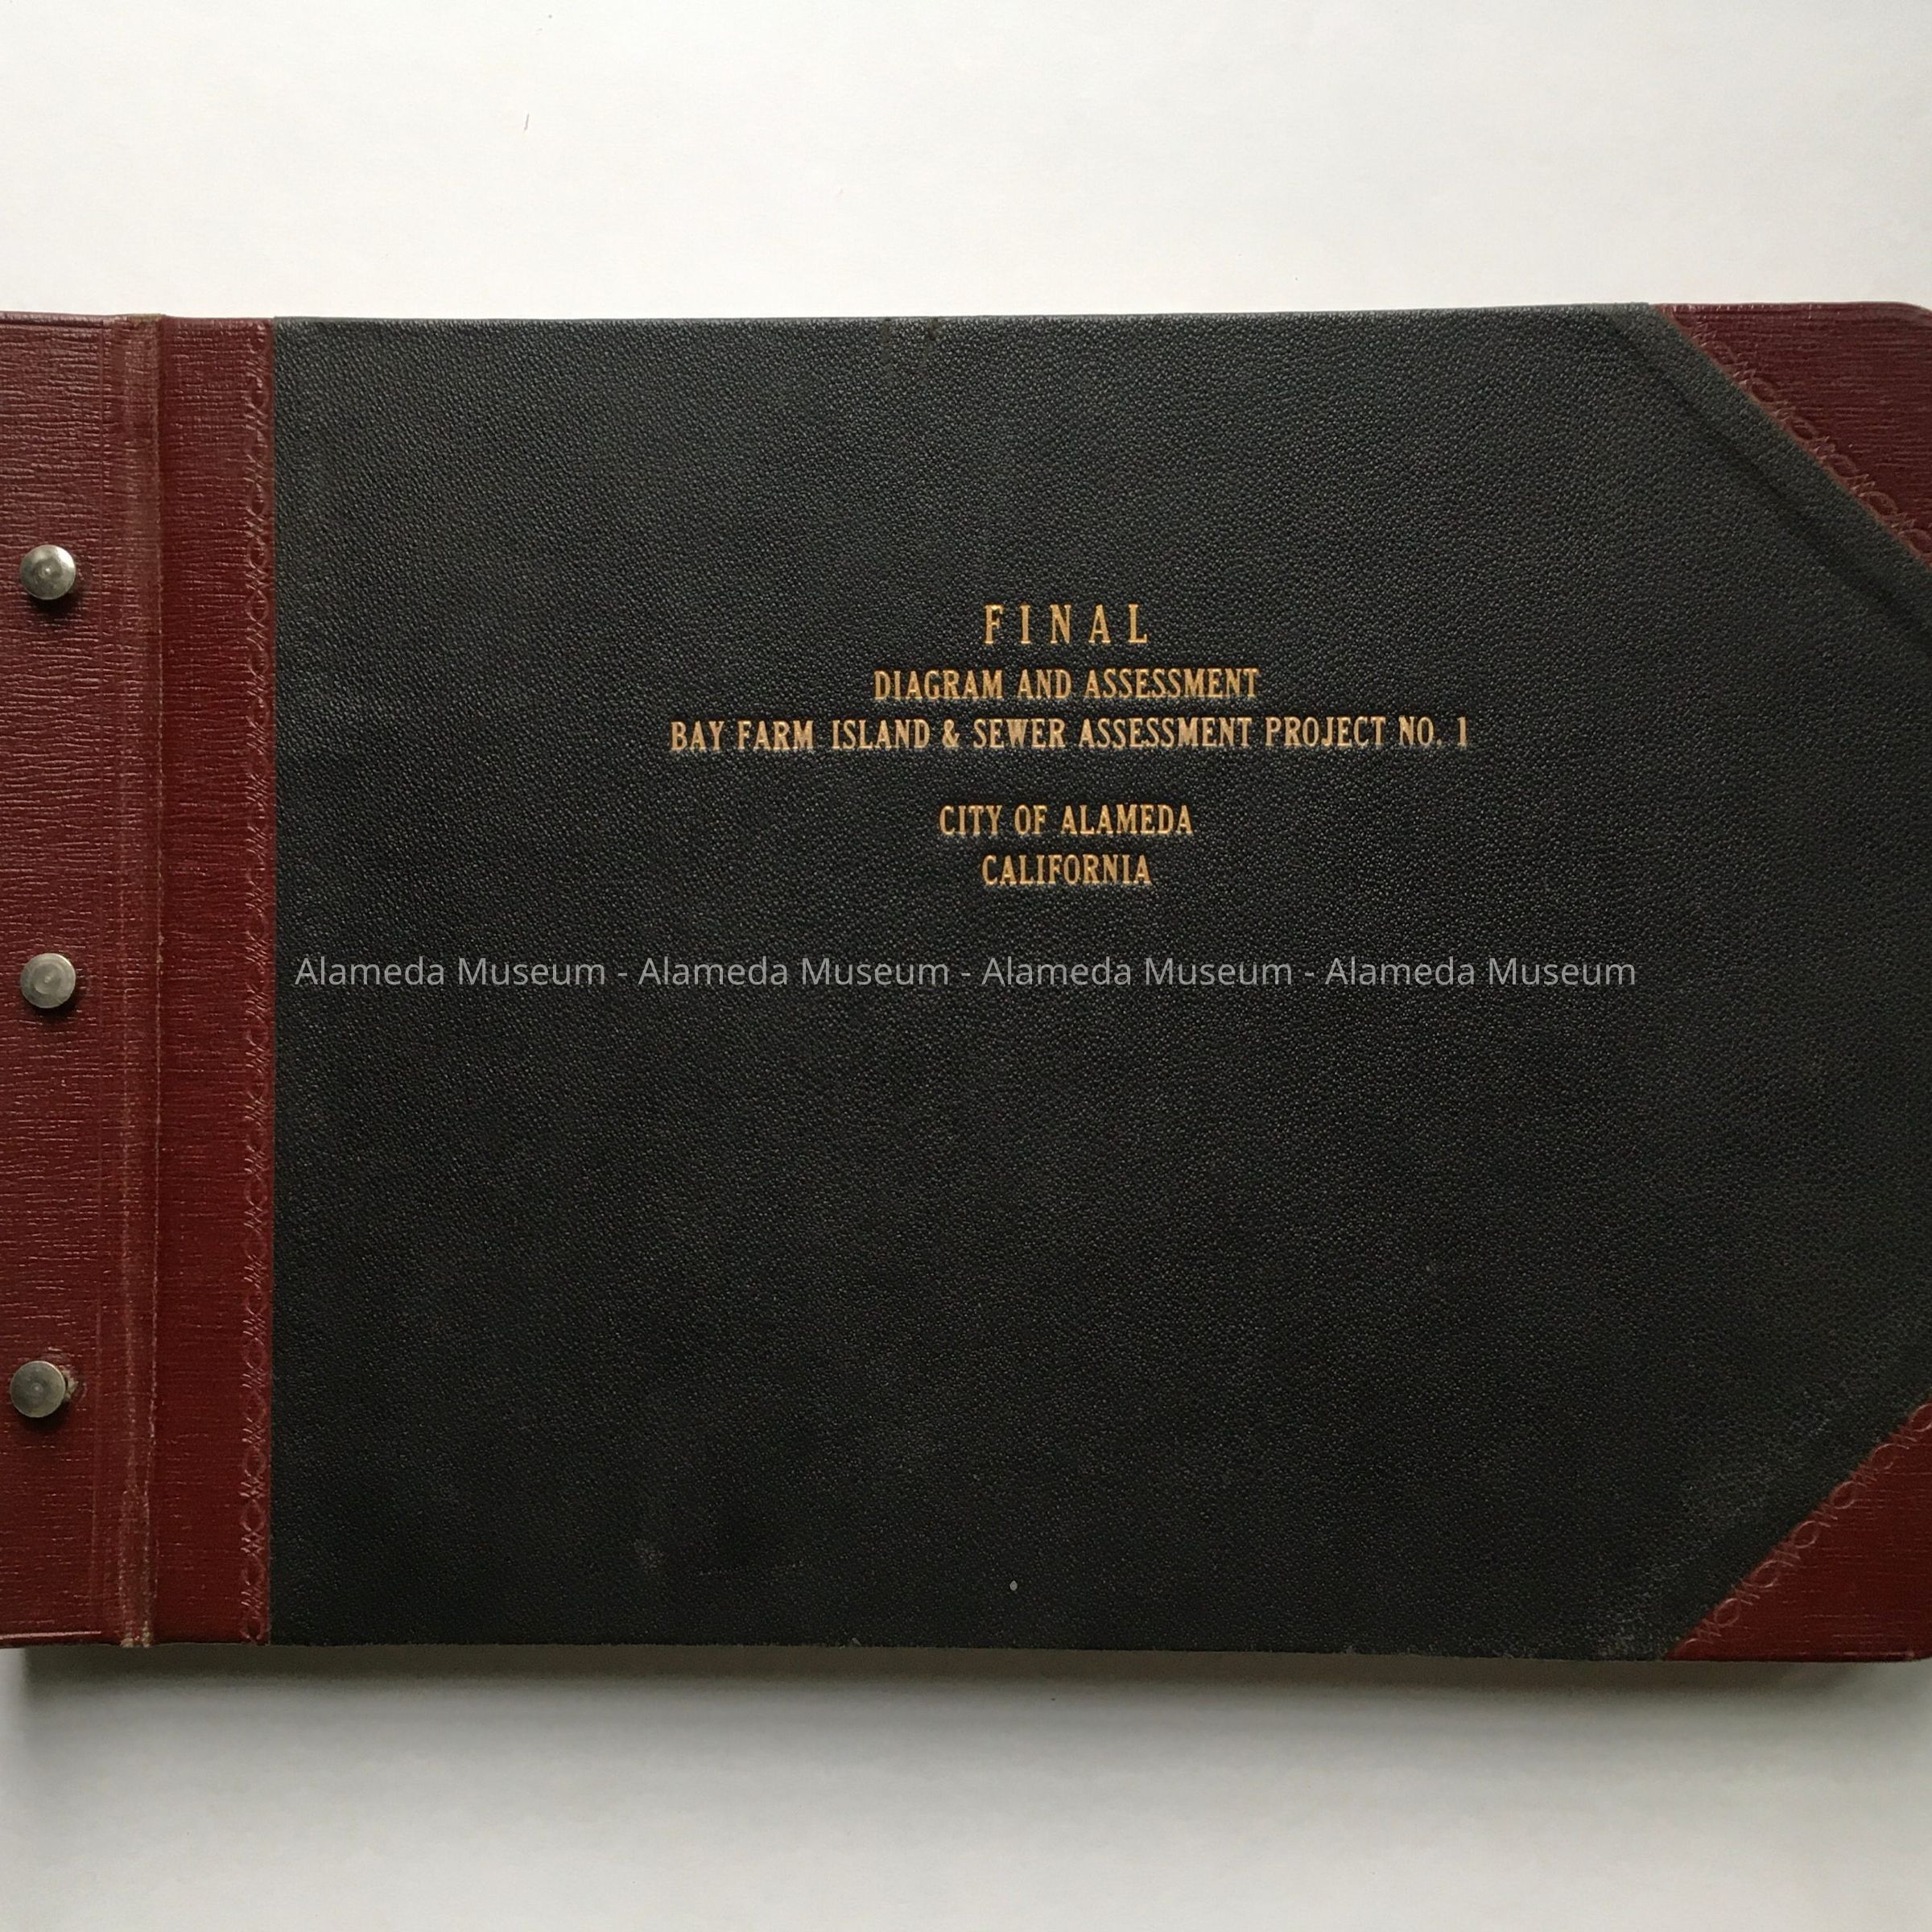 FINAL
DIAGRAM AND ASSESSMENT
BAY FARM ISLAND & SEWER ASSESSMENT PROJECT NO. 1
CITY OF ALAMEDA
CALIFORNIA
Alameda Museum - Alameda Museum - Alameda Museum - Alameda Museum